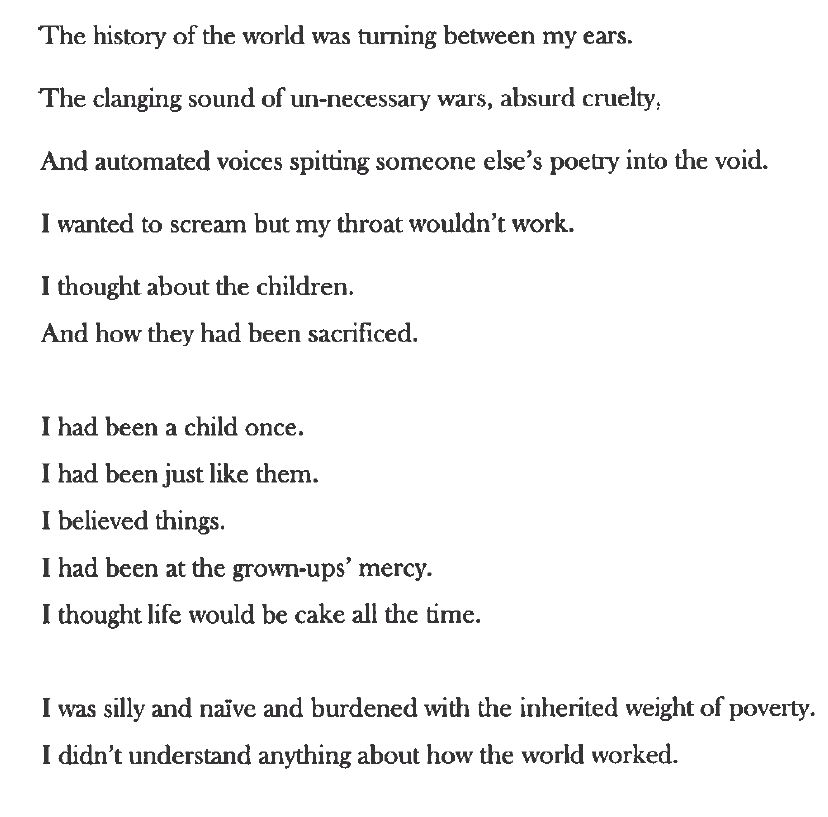 The history of the world was turning between my ears.
The clanging sound of un-necessary wars, absurd cruelty,
And automated voices spitting someone else’s poetry into the void.
I wanted to scream but my throat wouldn’t work.
I thought about the children.
And how they had been sacrificed.
I had been a child once.
I had been just like them.
I believed things.
I had been at the grown-ups’ mercy.
I thought life would be cake all the time.
I was silly and naïve and burdened with the inherited weight of poverty.
I didn’t understand anything about how the world worked.